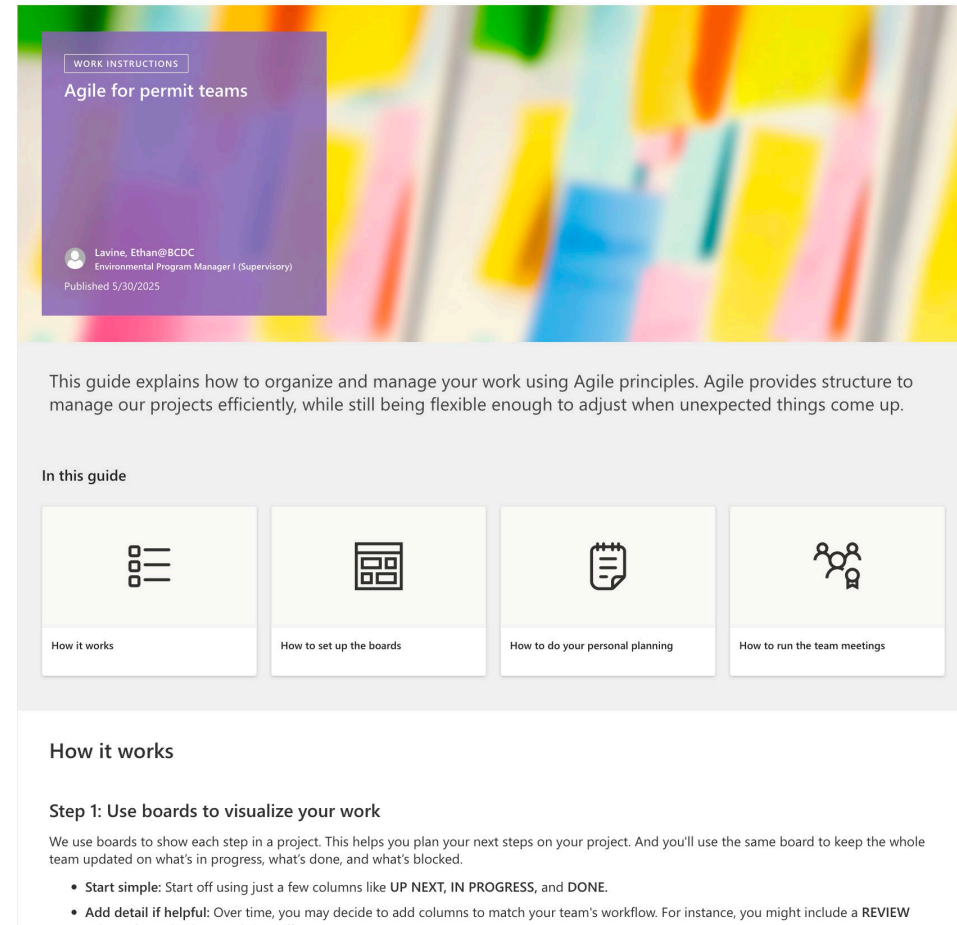 WORK INSTRUCTIONS
Agile for permit teams
Lavine, Ethan@BCDC
Environmental Program Manager I (Supervisory)
Published 5/30/2025
This guide explains how to organize and manage your work using Agile principles. Agile provides structure to
manage our projects efficiently, while still being flexible enough to adjust when unexpected things come up.
In this guide
How it works
How to set up the boards
How to do your personal planning
How to run the team meetings
How it works
Step 1: Use boards to visualize your work
We use boards to show each step in a project. This helps you plan your next steps on your project. And you'll use the same board to keep the whole
team updated on what's in progress, what's done, and what's blocked.
• Start simple: Start off using just a few columns like UP NEXT, IN PROGRESS, and DONE.
• Add detail if helpful: Over time, you may decide to add columns to match your team's workflow. For instance, you might include a REVIEW